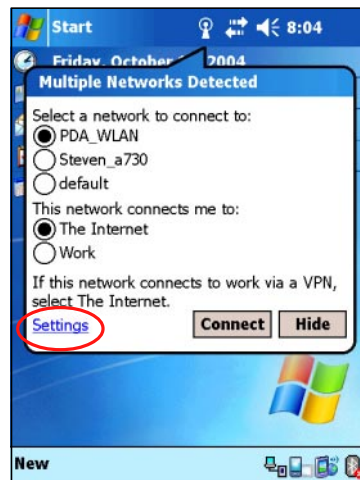 Start 8:04
Friday, October 2004
Multiple Networks Detected
Select a network to connect to:
PDA_WLAN
Steven_a730
default
This network connects me to:
The Internet
Work
If this network connects to work via a VPN,
select The Internet.
Settings Connect Hide
New